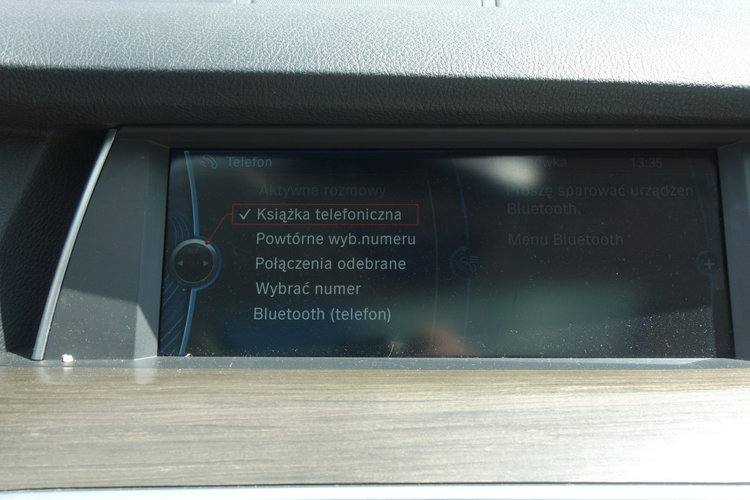 Telefon
13:35
Aktywne rozmowy
✓ Książka telefoniczna
Powtórne wyb.numeru
Połączenia odebrane
Wybrać numer
Bluetooth (telefon)
Proszę sparować urządzen
Bluetooth.
Menu Bluetooth